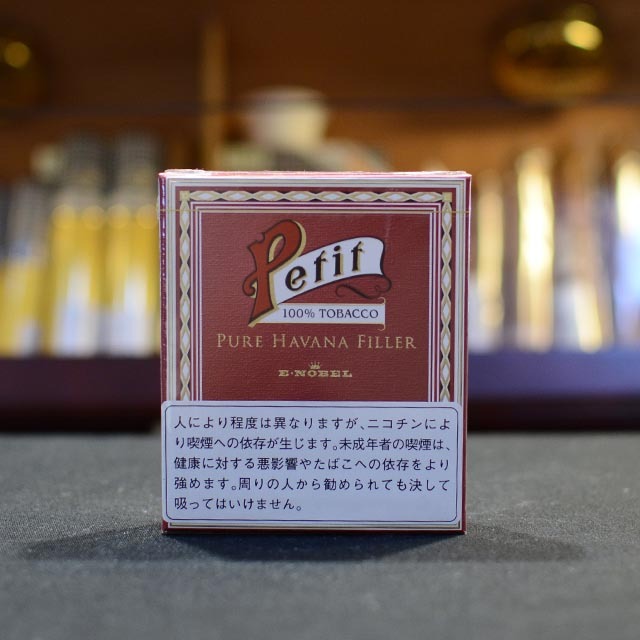 Petit
100% TOBACCO
PURE HAVANA FILLER
E·NOBEL
人により程度は異なりますが、ニコチンによ
り喫煙への依存が生じます。未成年者の喫煙は、
健康に対する悪影響やたばこへの依存をより
強めます。周りの人から勧められても決して
吸ってはいけません。